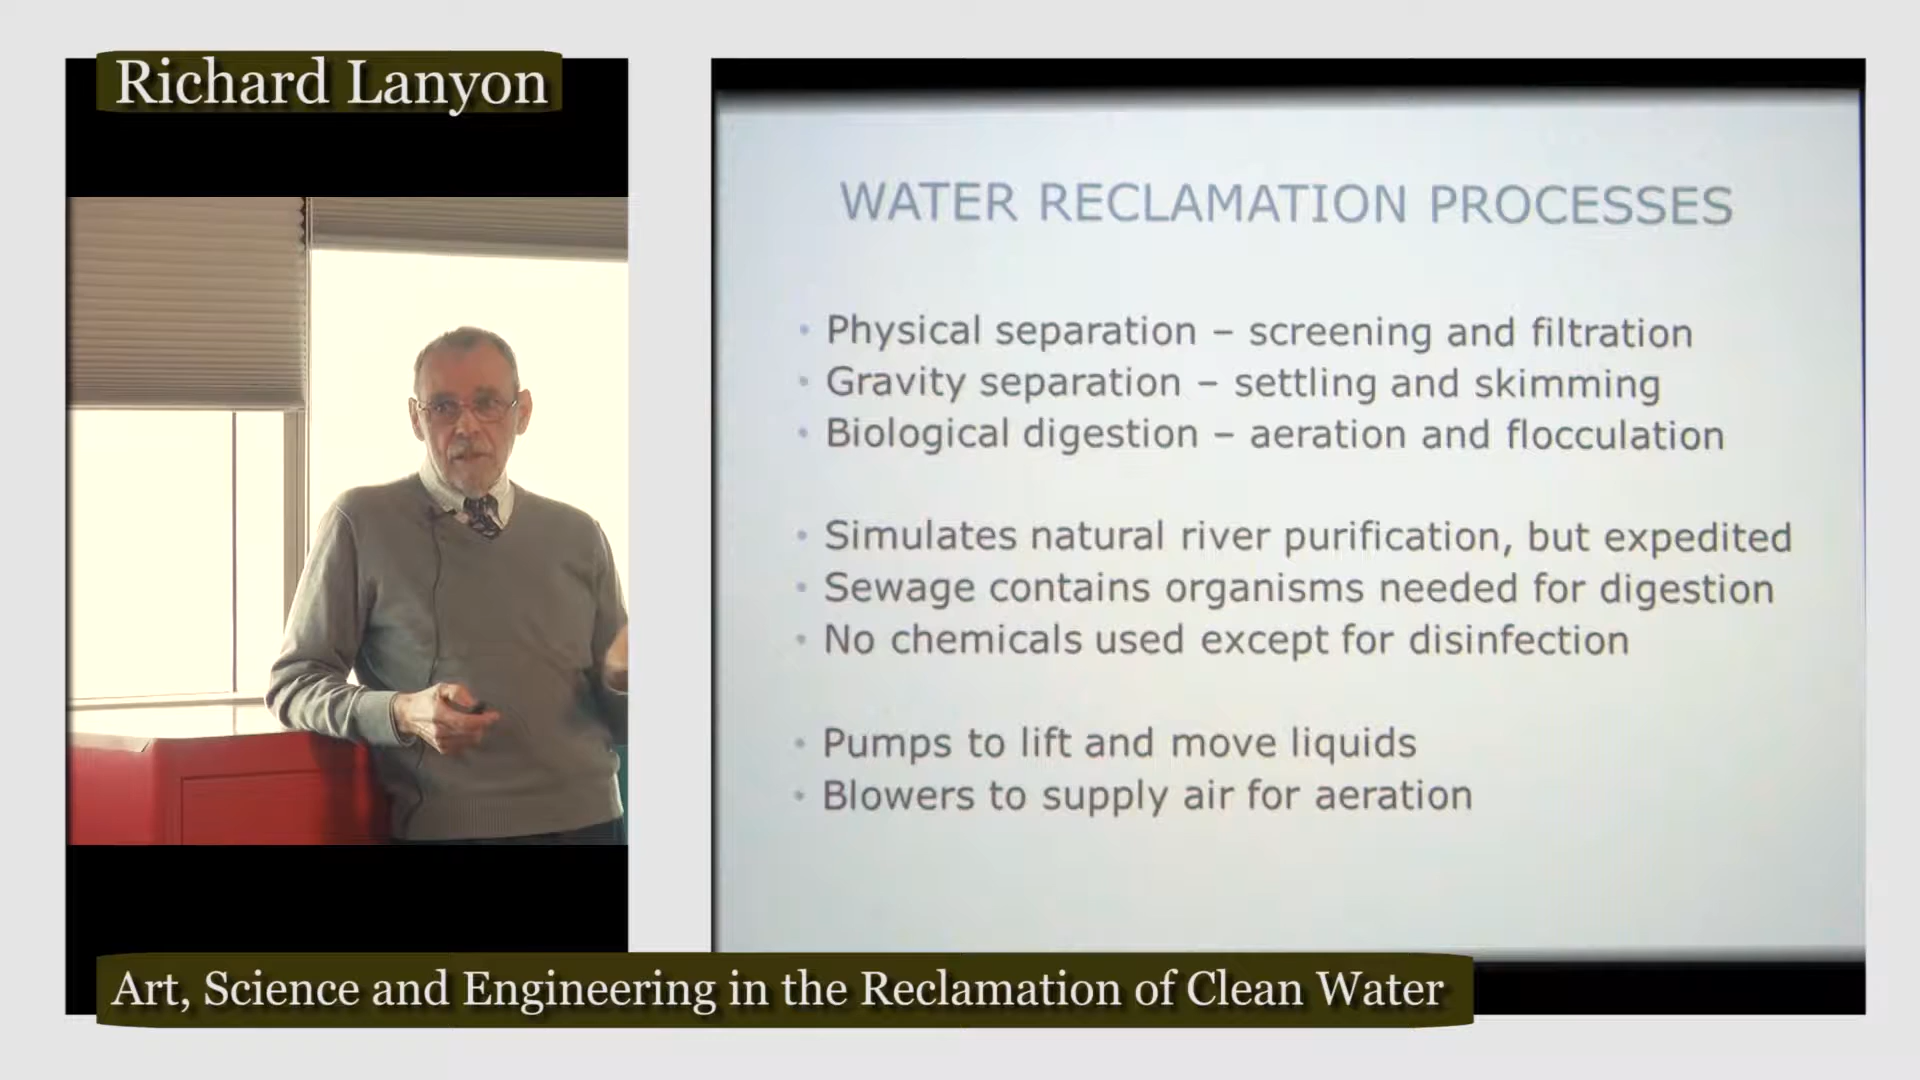 Richard Lanyon
WATER RECLAMATION PROCESSES
• Physical separation – screening and filtration
• Gravity separation – settling and skimming
• Biological digestion – aeration and flocculation
• Simulates natural river purification, but expedited
• Sewage contains organisms needed for digestion
• No chemicals used except for disinfection
• Pumps to lift and move liquids
• Blowers to supply air for aeration
Art, Science and Engineering in the Reclamation of Clean Water